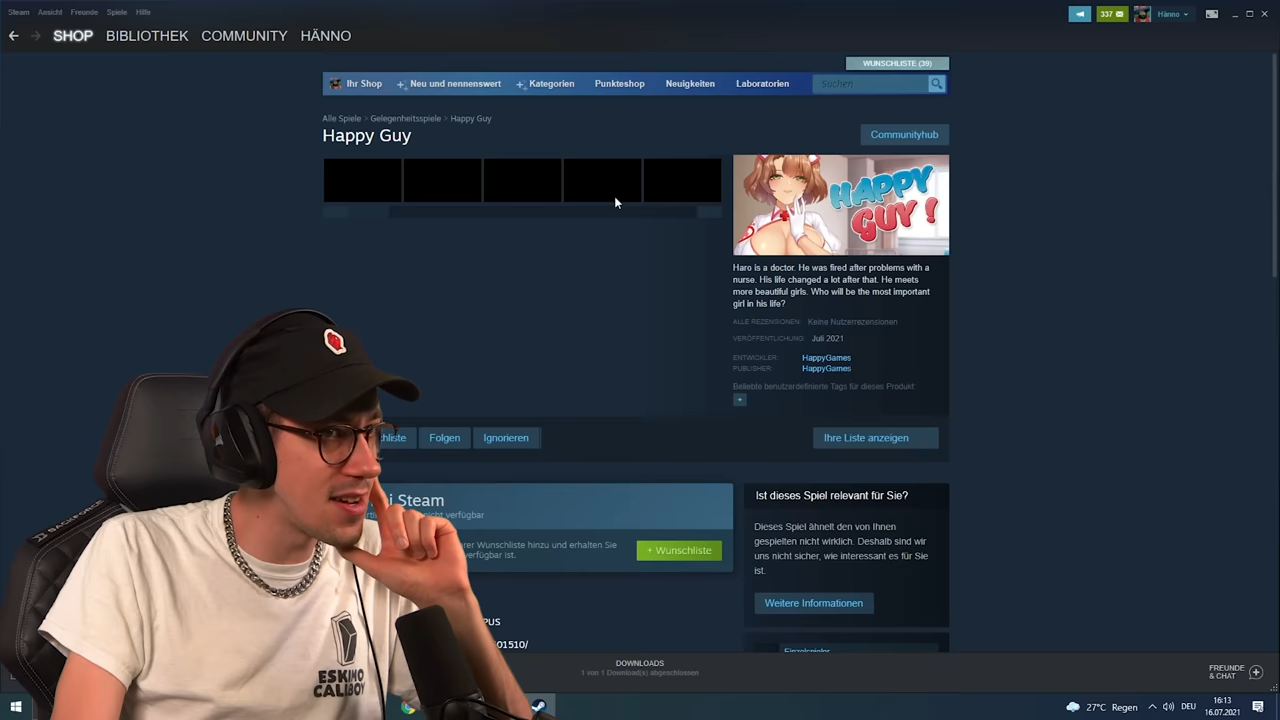 Steam Ansicht Freunde Spiele Hilfe
337
Hänno
SHOP BIBLIOTHEK COMMUNITY HÄNNO
WUNSCHLISTE (39)
Ihr Shop Neu und nennenswert Kategorien Punkteshop Neuigkeiten Laboratorien Suchen
Alle Spiele > Gelegenheitsspiele > Happy Guy
Happy Guy
Communityhub
HAPPY
GUY!
Haro is a doctor. He was fired after problems with a
nurse. His life changed a lot after that. He meets
more beautiful girls. Who will be the most important
girl in his life?
ALLE REZENSIONEN: Keine Nutzerrezensionen
VERÖFFENTLICHUNG: Juli 2021
ENTWICKLER: HappyGames
PUBLISHER: HappyGames
Beliebte benutzerdefinierte Tags für dieses Produkt:
+
chliste Folgen Ignorieren
Ihre Liste anzeigen
i Steam
nicht verfügbar
erer Wunschliste hinzu und erhalten Sie
verfügbar ist.
+ Wunschliste
Ist dieses Spiel relevant für Sie?
Dieses Spiel ähnelt den von Ihnen
gespielten nicht wirklich. Deshalb sind wir
uns nicht sicher, wie interessant es für Sie
ist.
Weitere Informationen
PUS
01510/
Einzelspieler
ESKIMO
CALLBOY
DOWNLOADS
1 von 1 Download(s) abgeschlossen
FREUNDE
& CHAT
27°C Regen
DEU
16:13
16.07.2021